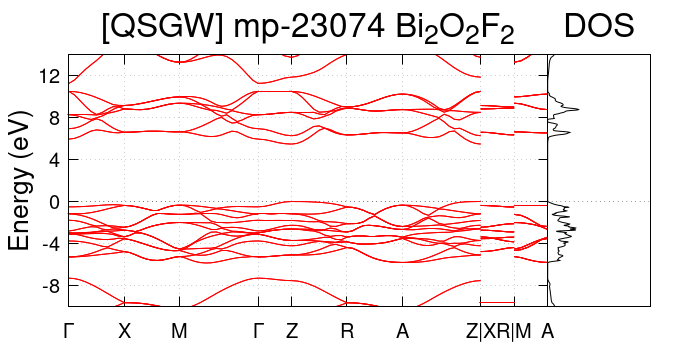 [QSGW] mp-23074 Bi₂O₂F₂ DOS
Energy (eV)
12
8
4
0
-4
-8
Γ X M Γ Z R A Z|XR|M A